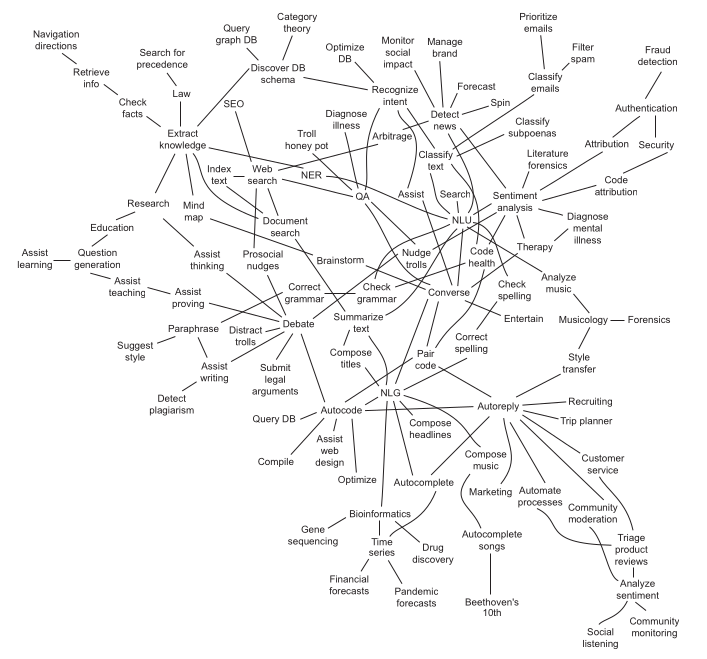 Category
theory
Prioritize
emails
Query
graph DB
Navigation
directions
Monitor
social
impact
Manage
brand
Optimize
DB
Filter
spam
Fraud
detection
Search for
precedence
Discover DB
schema
Retrieve
info
Classify
emails
Forecast
Recognize
intent
Law
Spin
SEO
Check
facts
Authentication
Detect
news
Diagnose
illness
Classify
subpoenas
Troll
honey pot
Arbitrage
Extract
knowledge
Attribution
Security
Classify
text
Literature
forensics
Index
text
Web
search
NER
Code
attribution
QA
Assist
Search
Sentiment
analysis
Research
Mind
map
NLU
Document
search
Diagnose
mental
illness
Education
Therapy
Assist
learning
Question
generation
Assist
thinking
Prosocial
nudges
Brainstorm
Nudge
trolls
Code
health
Analyze
music
Assist
teaching
Assist
proving
Correct
grammar
Check
grammar
Converse
Check
spelling
Entertain
Musicology
Forensics
Paraphrase
Distract
trolls
Debate
Summarize
text
Correct
spelling
Suggest
style
Compose
titles
Pair
code
Style
transfer
Assist
writing
Submit
legal
arguments
Detect
plagiarism
NLG
Recruiting
Query DB
Autocode
Autoreply
Trip planner
Compose
headlines
Assist
web
design
Compile
Compose
music
Customer
service
Optimize
Autocomplete
Marketing
Automate
processes
Community
moderation
Bioinformatics
Gene
sequencing
Time
series
Drug
discovery
Autocomplete
songs
Triage
product
reviews
Financial
forecasts
Pandemic
forecasts
Analyze
sentiment
Beethoven's
10th
Social
listening
Community
monitoring